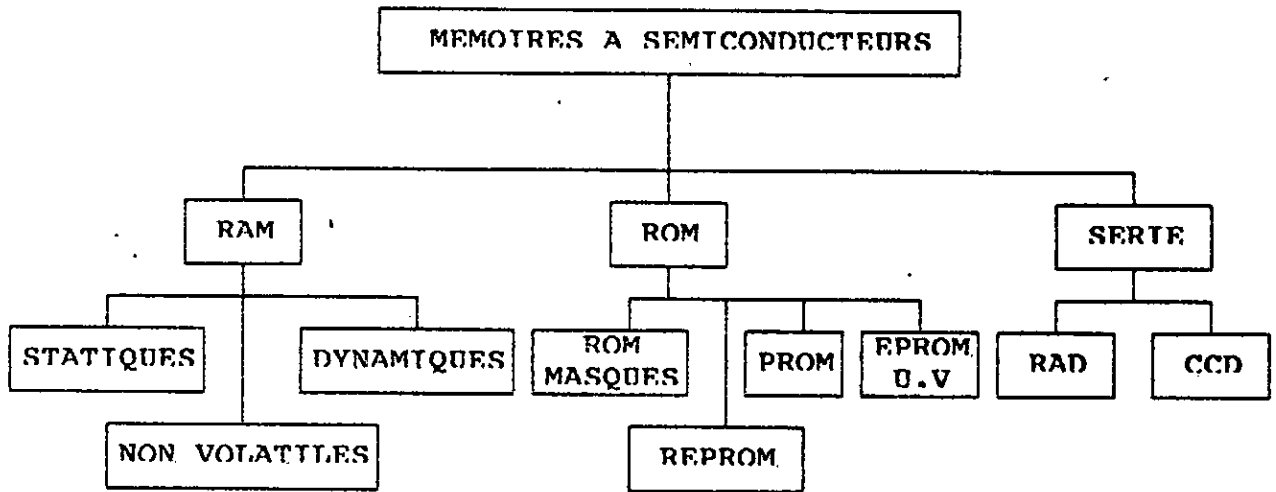 MEMOIRES A SEMICONDUCTEURS
RAM
ROM
SERIE
STATIQUES
DYNAMIQUES
ROM
MASQUES
PROM
EPROM
U.V
RAD
CCD
NON VOLATILES
REPROM